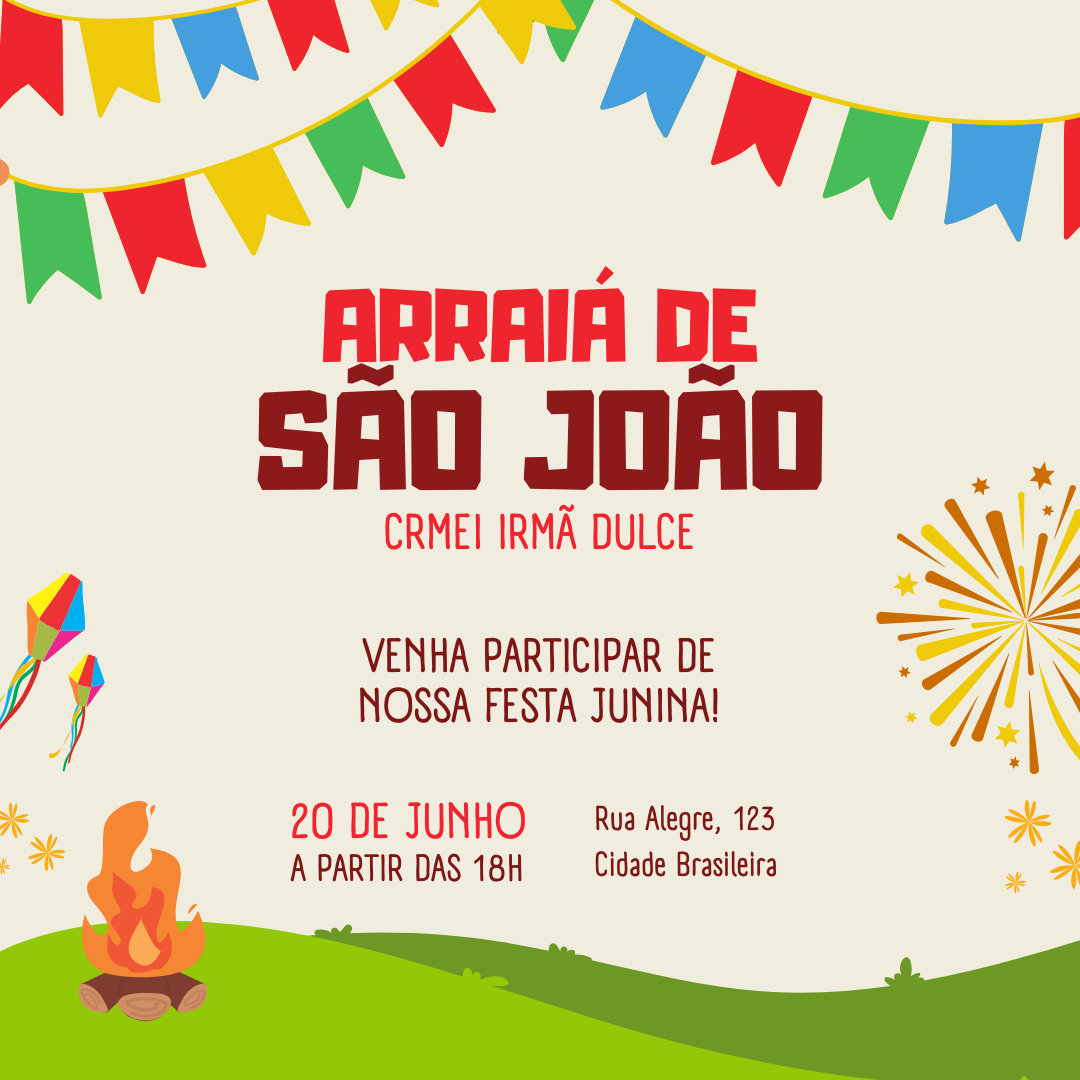 ARRAIÁ DE
SÃO JOÃO
CRMEI IRMÃ DULCE
VENHA PARTICIPAR DE
NOSSA FESTA JUNINA!
20 DE JUNHO
A PARTIR DAS 18H
Rua Alegre, 123
Cidade Brasileira